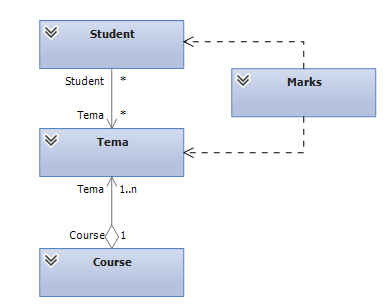 Student
Student *
Marks
Tema *
Tema
Tema 1..n
Course 1
Course